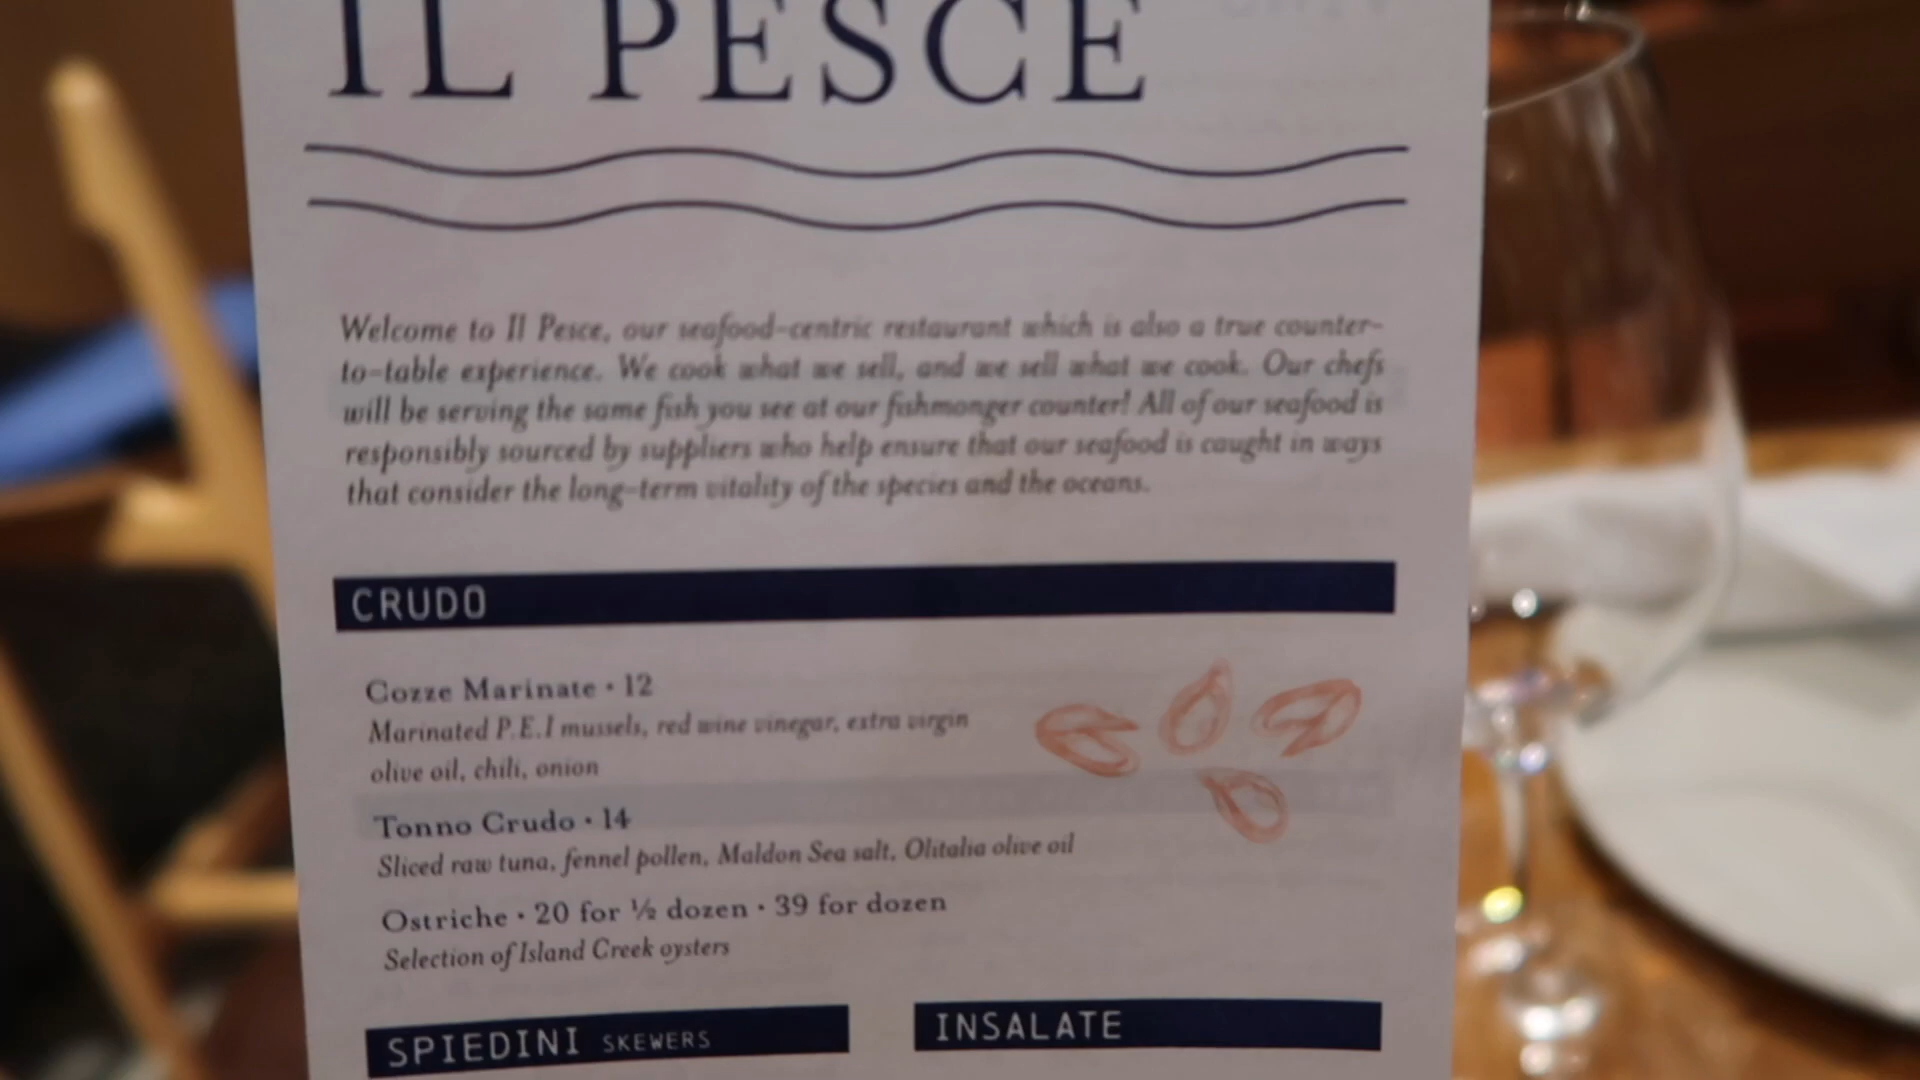 IL PESCE
Welcome to Il Pesce, our seafood-centric restaurant which is also a true counter-
to-table experience. We cook what we sell, and we sell what we cook. Our chefs
will be serving the same fish you see at our fishmonger counter! All of our seafood is
responsibly sourced by suppliers who help ensure that our seafood is caught in ways
that consider the long-term vitality of the species and the oceans.
CRUDO
Cozze Marinate • 12
Marinated P.E.I mussels, red wine vinegar, extra virgin
olive oil, chili, onion
Tonno Crudo • 14
Sliced raw tuna, fennel pollen, Maldon Sea salt, Olitalia olive oil
Ostriche • 20 for ½ dozen • 39 for dozen
Selection of Island Creek oysters
SPIEDINI SKEWERS
INSALATE